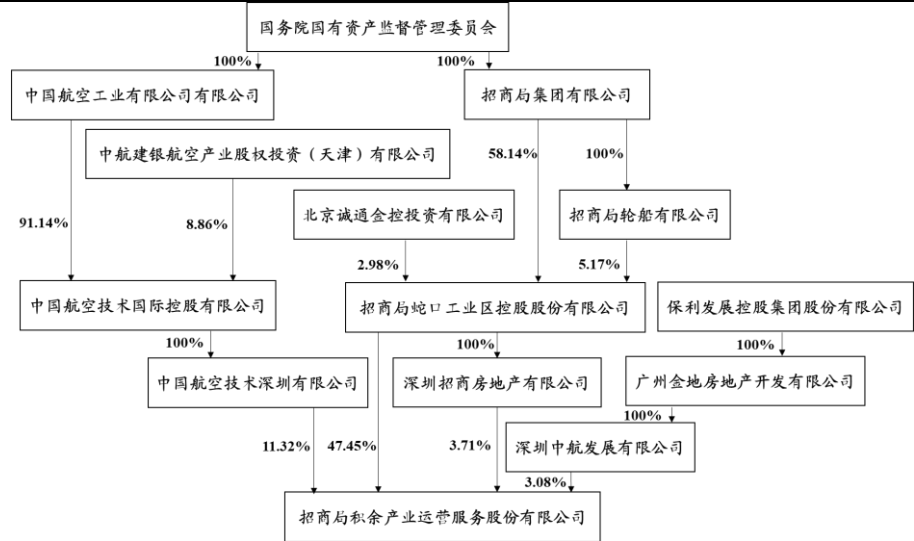 国务院国有资产监督管理委员会
100%
100%
中国航空工业有限公司有限公司
招商局集团有限公司
中航建银航空产业股权投资（天津）有限公司
58.14%
100%
北京诚通金控投资有限公司
招商局轮船有限公司
91.14%
8.86%
2.98%
5.17%
中国航空技术国际控股有限公司
招商局蛇口工业区控股股份有限公司
保利发展控股集团股份有限公司
100%
100%
100%
中国航空技术深圳有限公司
深圳招商房地产有限公司
广州金地房地产开发有限公司
100%
11.32%
47.45%
3.71%
深圳中航发展有限公司
3.08%
招商局积余产业运营服务股份有限公司